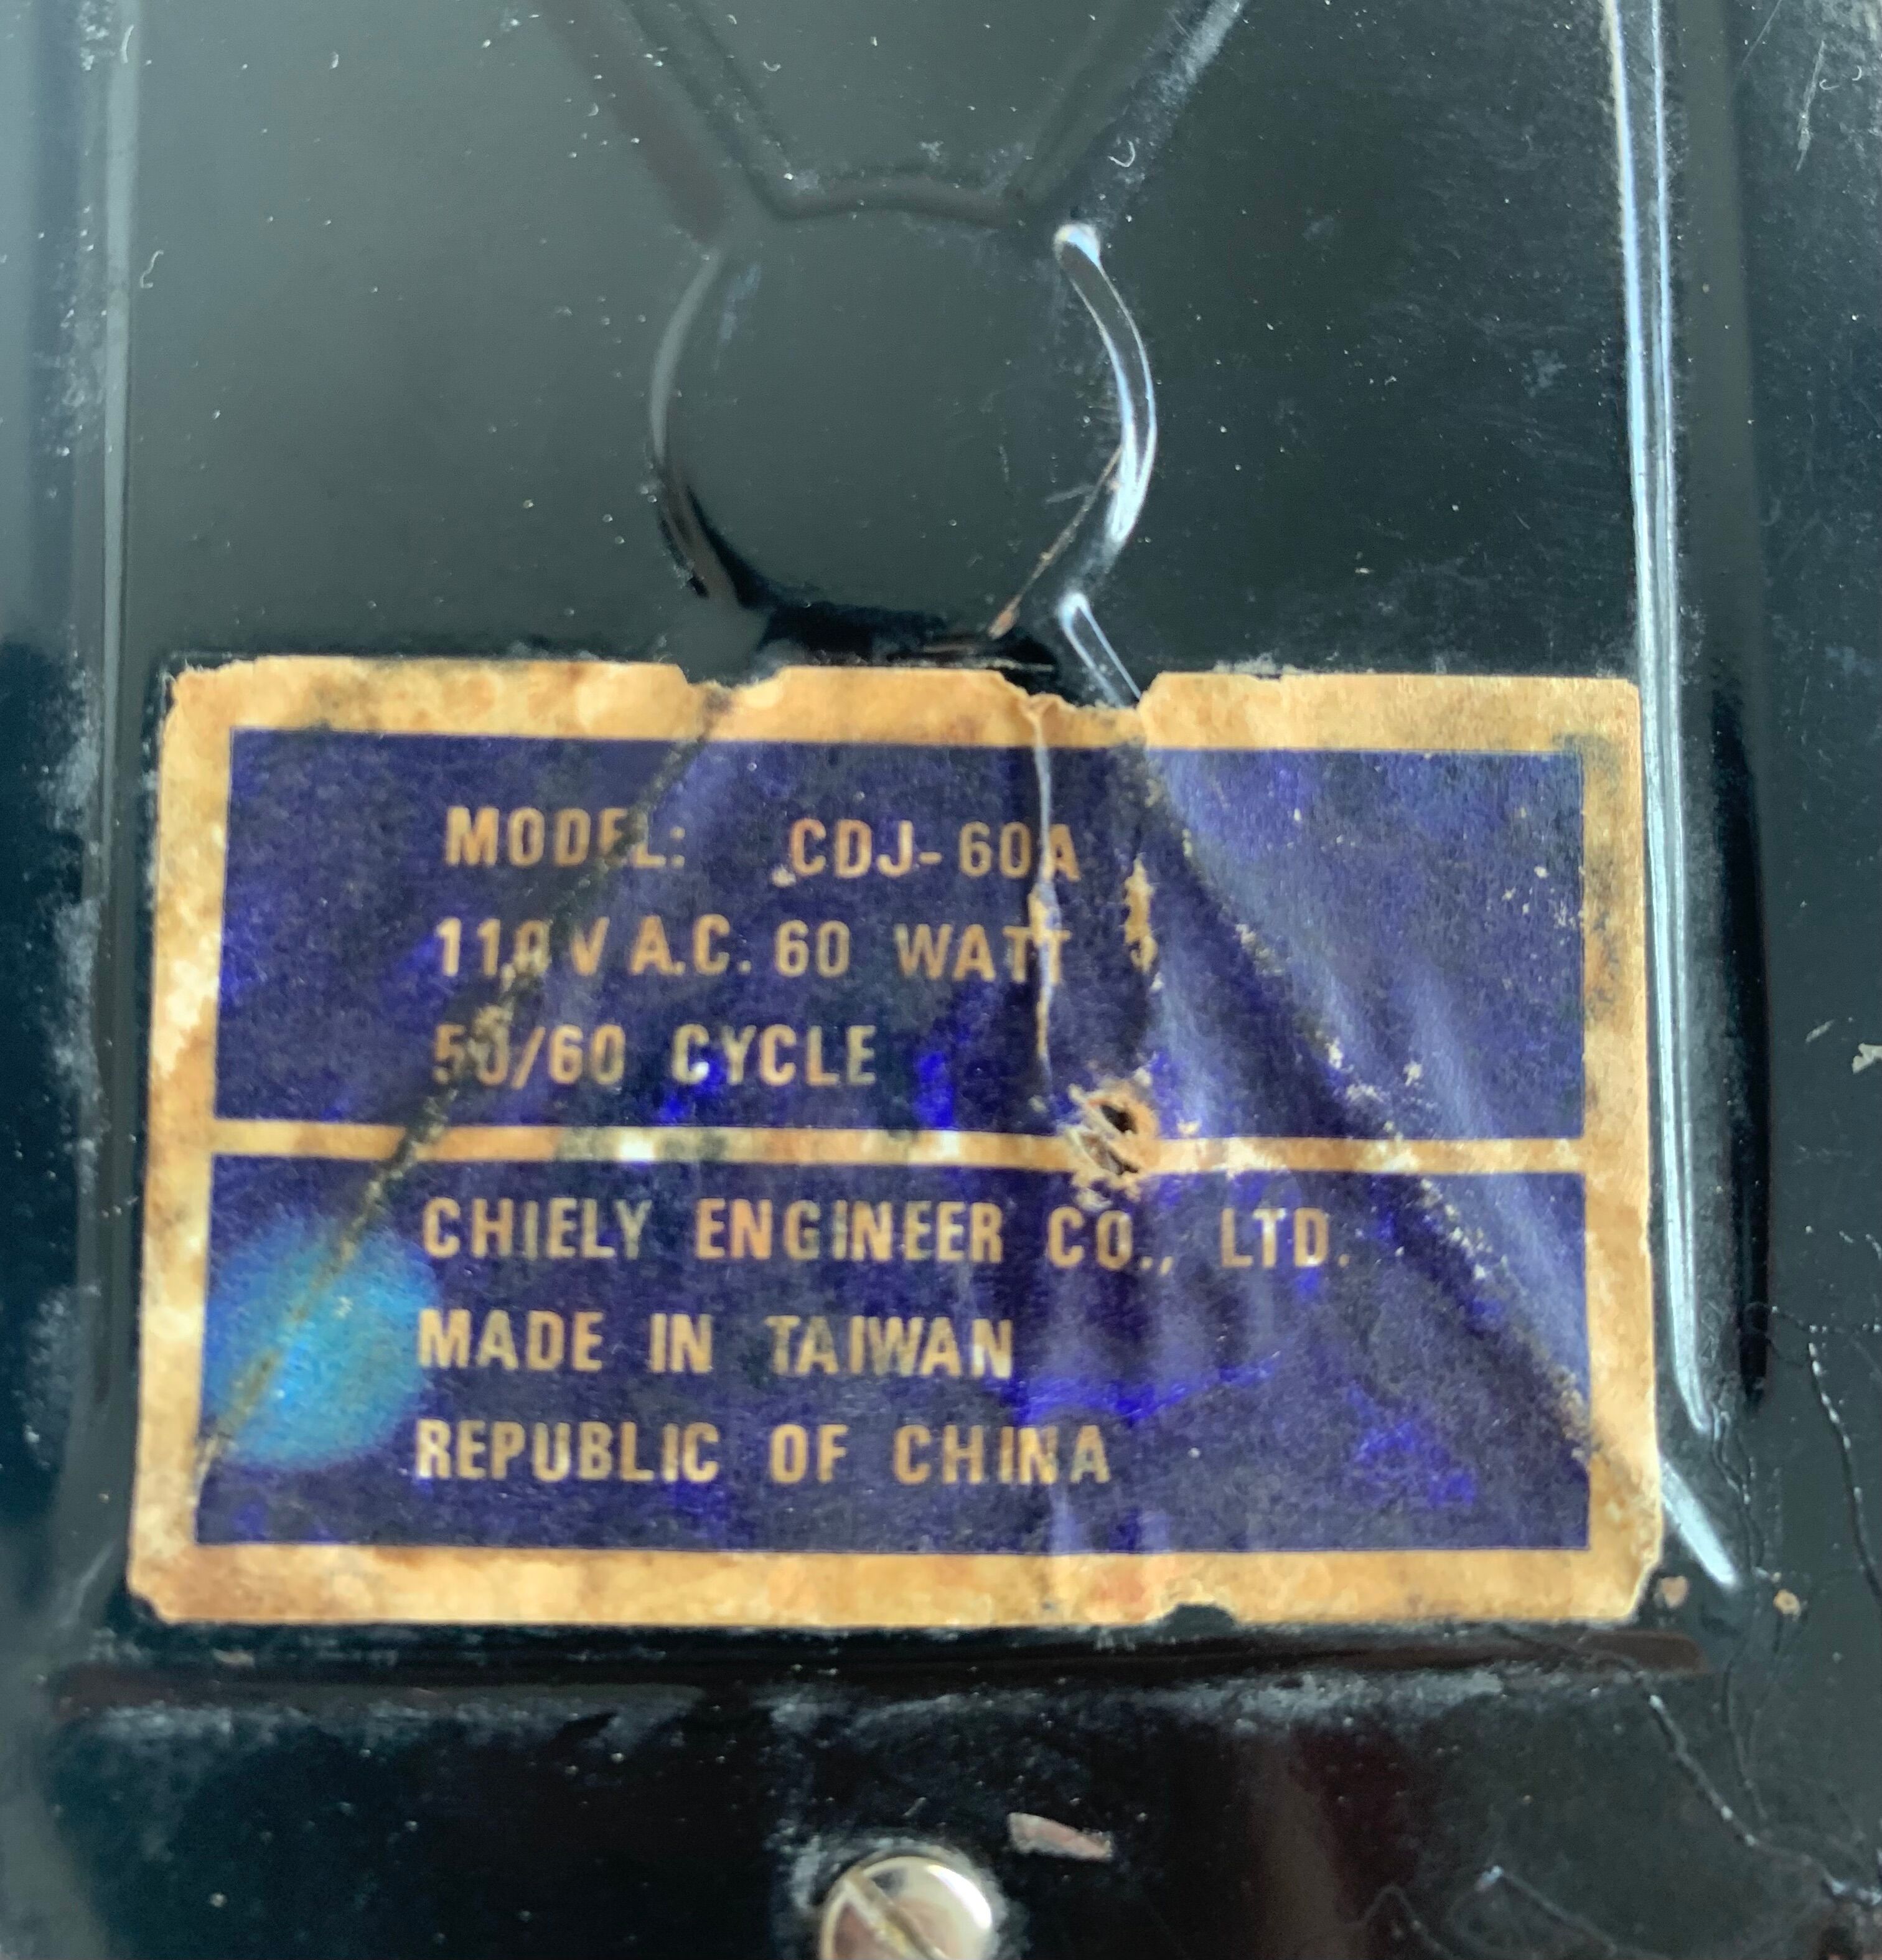 MODEL: CDJ-60A
110V A.C. 60 WATT
50/60 CYCLE
CHIELY ENGINEER CO., LTD.
MADE IN TAIWAN
REPUBLIC OF CHINA